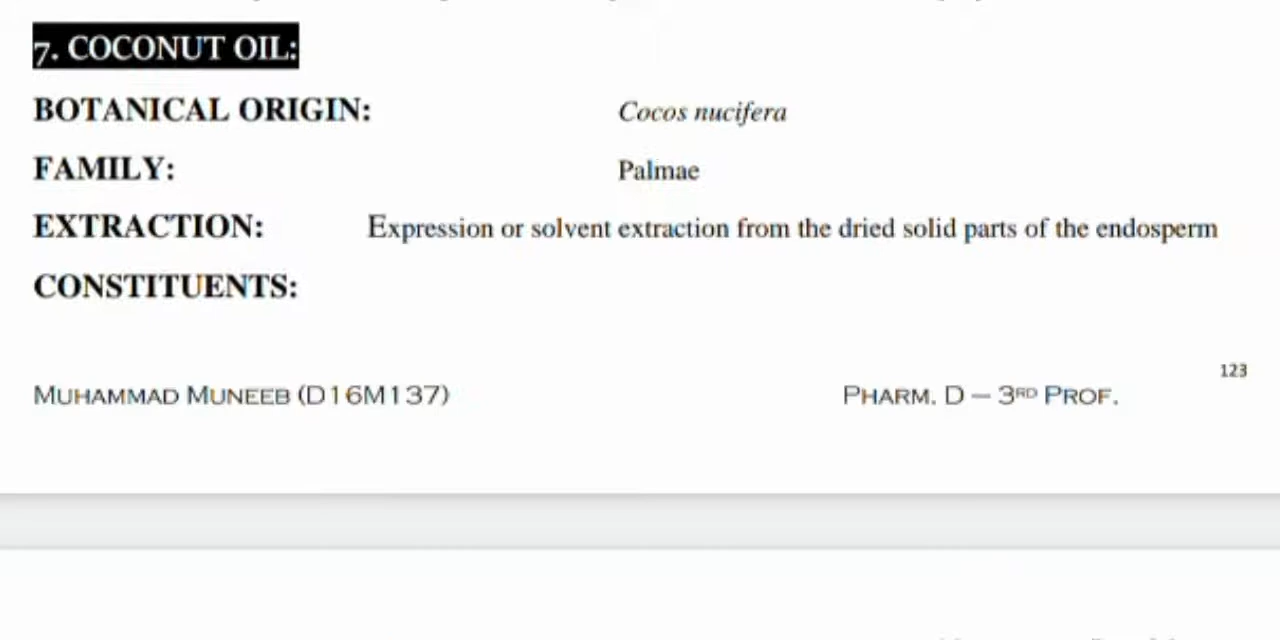 7. COCONUT OIL:
BOTANICAL ORIGIN: Cocos nucifera
FAMILY: Palmae
EXTRACTION: Expression or solvent extraction from the dried solid parts of the endosperm
CONSTITUENTS:
123
MUHAMMAD MUNEEB (D16M137) PHARM. D – 3RD PROF.